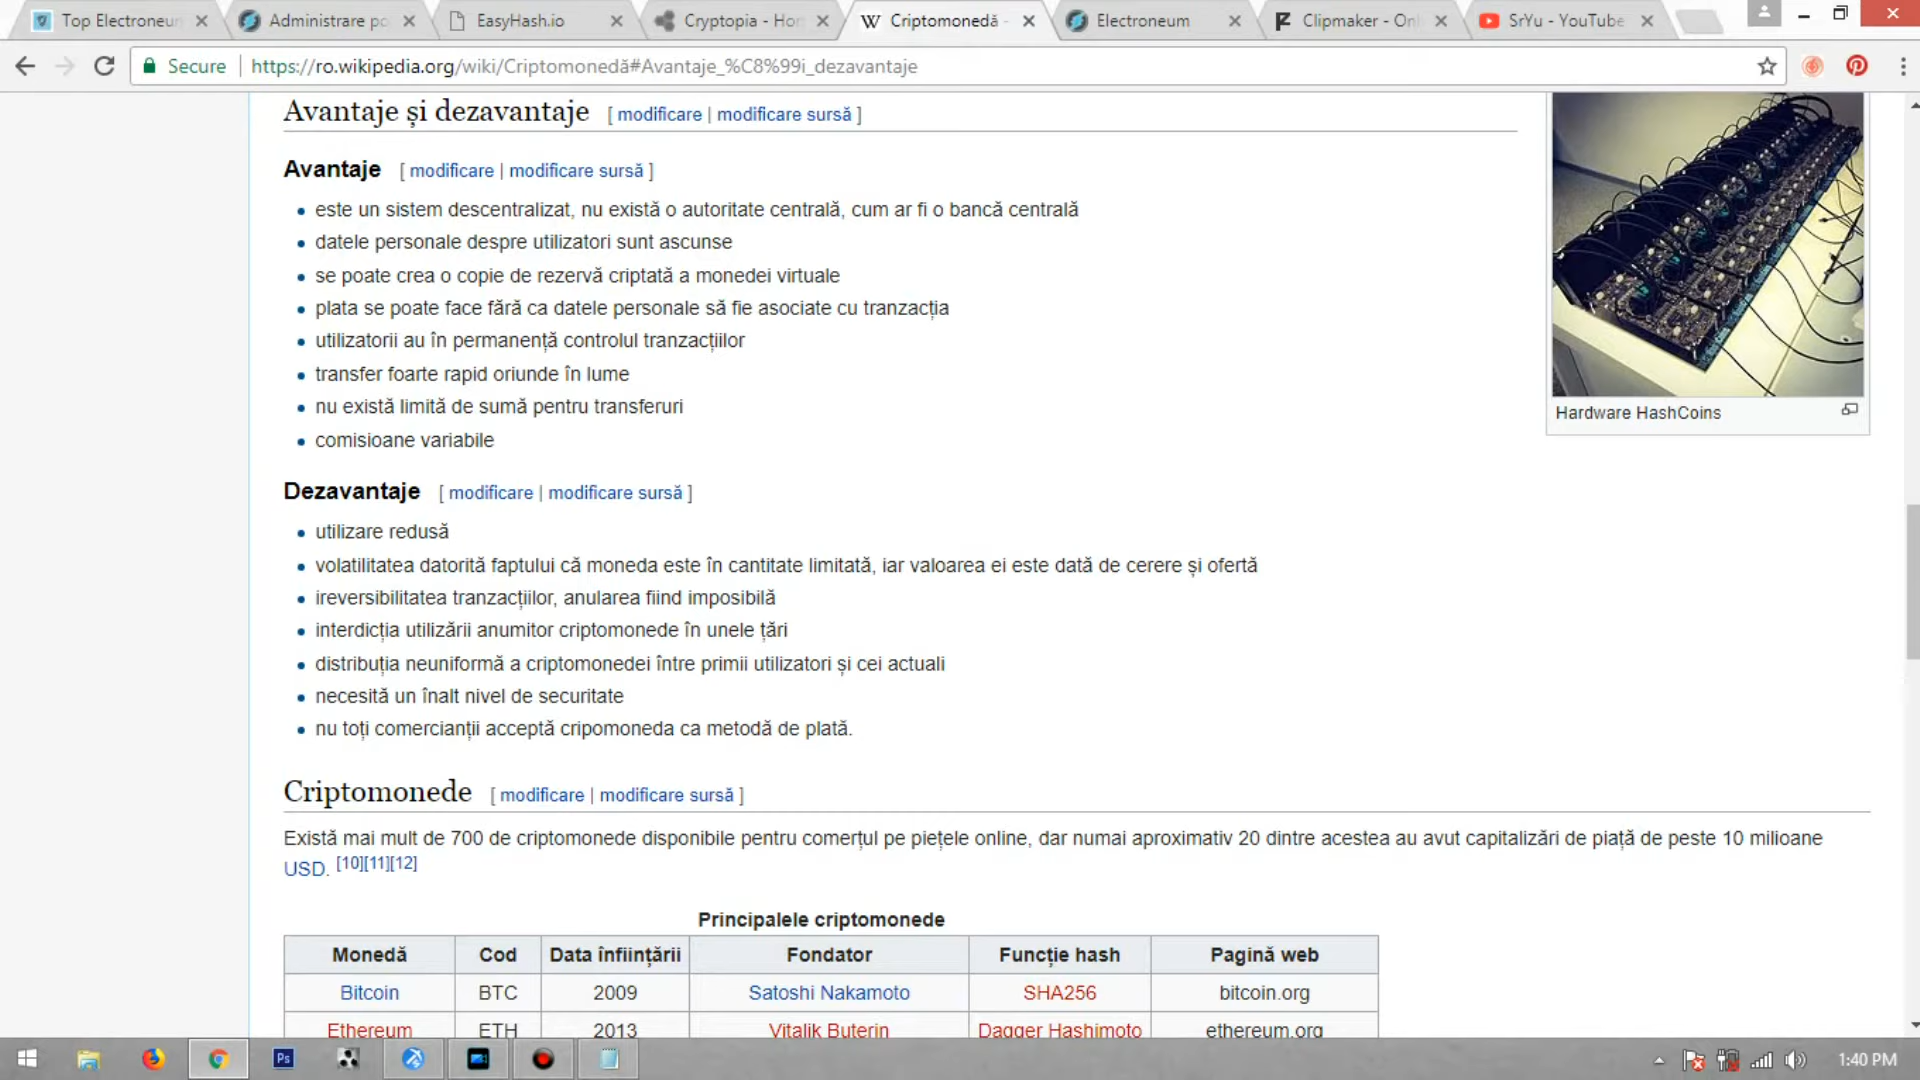 Top Electroneum
Administrare po
EasyHash.io
Cryptopia - Hom
Criptomonedă -
Electroneum
Clipmaker - Onl
SrYu - YouTube
Secure
https://ro.wikipedia.org/wiki/Criptomonedă#Avantaje_%C8%99i_dezavantaje
Avantaje și dezavantaje [ modificare | modificare sursă ]
Avantaje [ modificare | modificare sursă ]
este un sistem descentralizat, nu există o autoritate centrală, cum ar fi o bancă centrală
datele personale despre utilizatori sunt ascunse
se poate crea o copie de rezervă criptată a monedei virtuale
plata se poate face fără ca datele personale să fie asociate cu tranzacția
utilizatorii au în permanență controlul tranzacțiilor
transfer foarte rapid oriunde în lume
nu există limită de sumă pentru transferuri
comisioane variabile
Hardware HashCoins
Dezavantaje [ modificare | modificare sursă ]
utilizare redusă
volatilitatea datorită faptului că moneda este în cantitate limitată, iar valoarea ei este dată de cerere și ofertă
ireversibilitatea tranzacțiilor, anularea fiind imposibilă
interdicția utilizării anumitor criptomonede în unele țări
distribuția neuniformă a criptomonedei între primii utilizatori și cei actuali
necesită un înalt nivel de securitate
nu toți comercianții acceptă cripomoneda ca metodă de plată.
Criptomonede [ modificare | modificare sursă ]
Există mai mult de 700 de criptomonede disponibile pentru comerțul pe piețele online, dar numai aproximativ 20 dintre acestea au avut capitalizări de piață de peste 10 milioane
USD. [10][11][12]
Principalele criptomonede
Monedă Cod Data înființării Fondator Funcție hash Pagină web
Bitcoin BTC 2009 Satoshi Nakamoto SHA256 bitcoin.org
Ethereum ETH 2013 Vitalik Buterin Dagger Hashimoto ethereum.org
Ps
1:40 PM